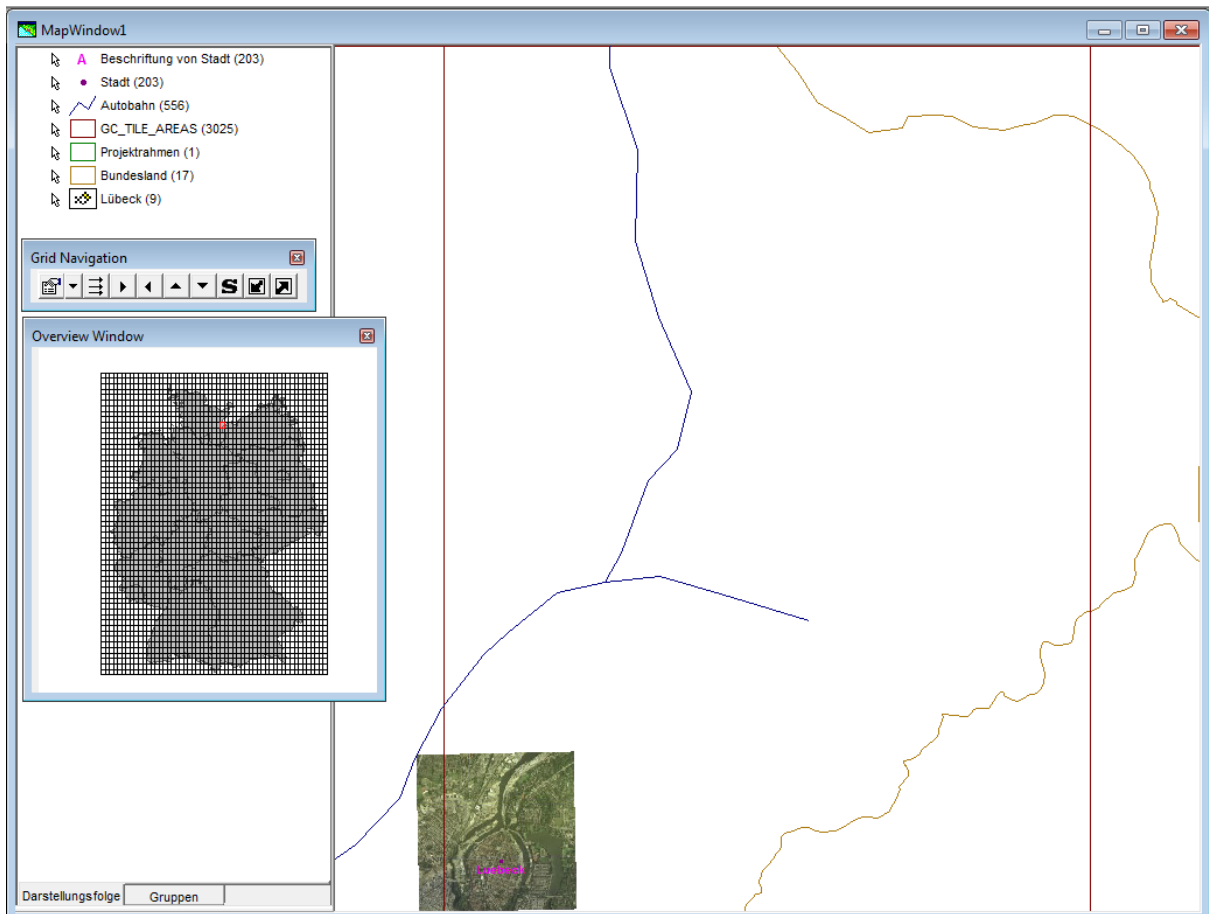 MapWindow1
A Beschriftung von Stadt (203)
Stadt (203)
Autobahn (556)
GC_TILE_AREAS (3025)
Projektrahmen (1)
Bundesland (17)
Lübeck (9)
Grid Navigation
S
Overview Window
Luebeck
Darstellungsfolge
Gruppen